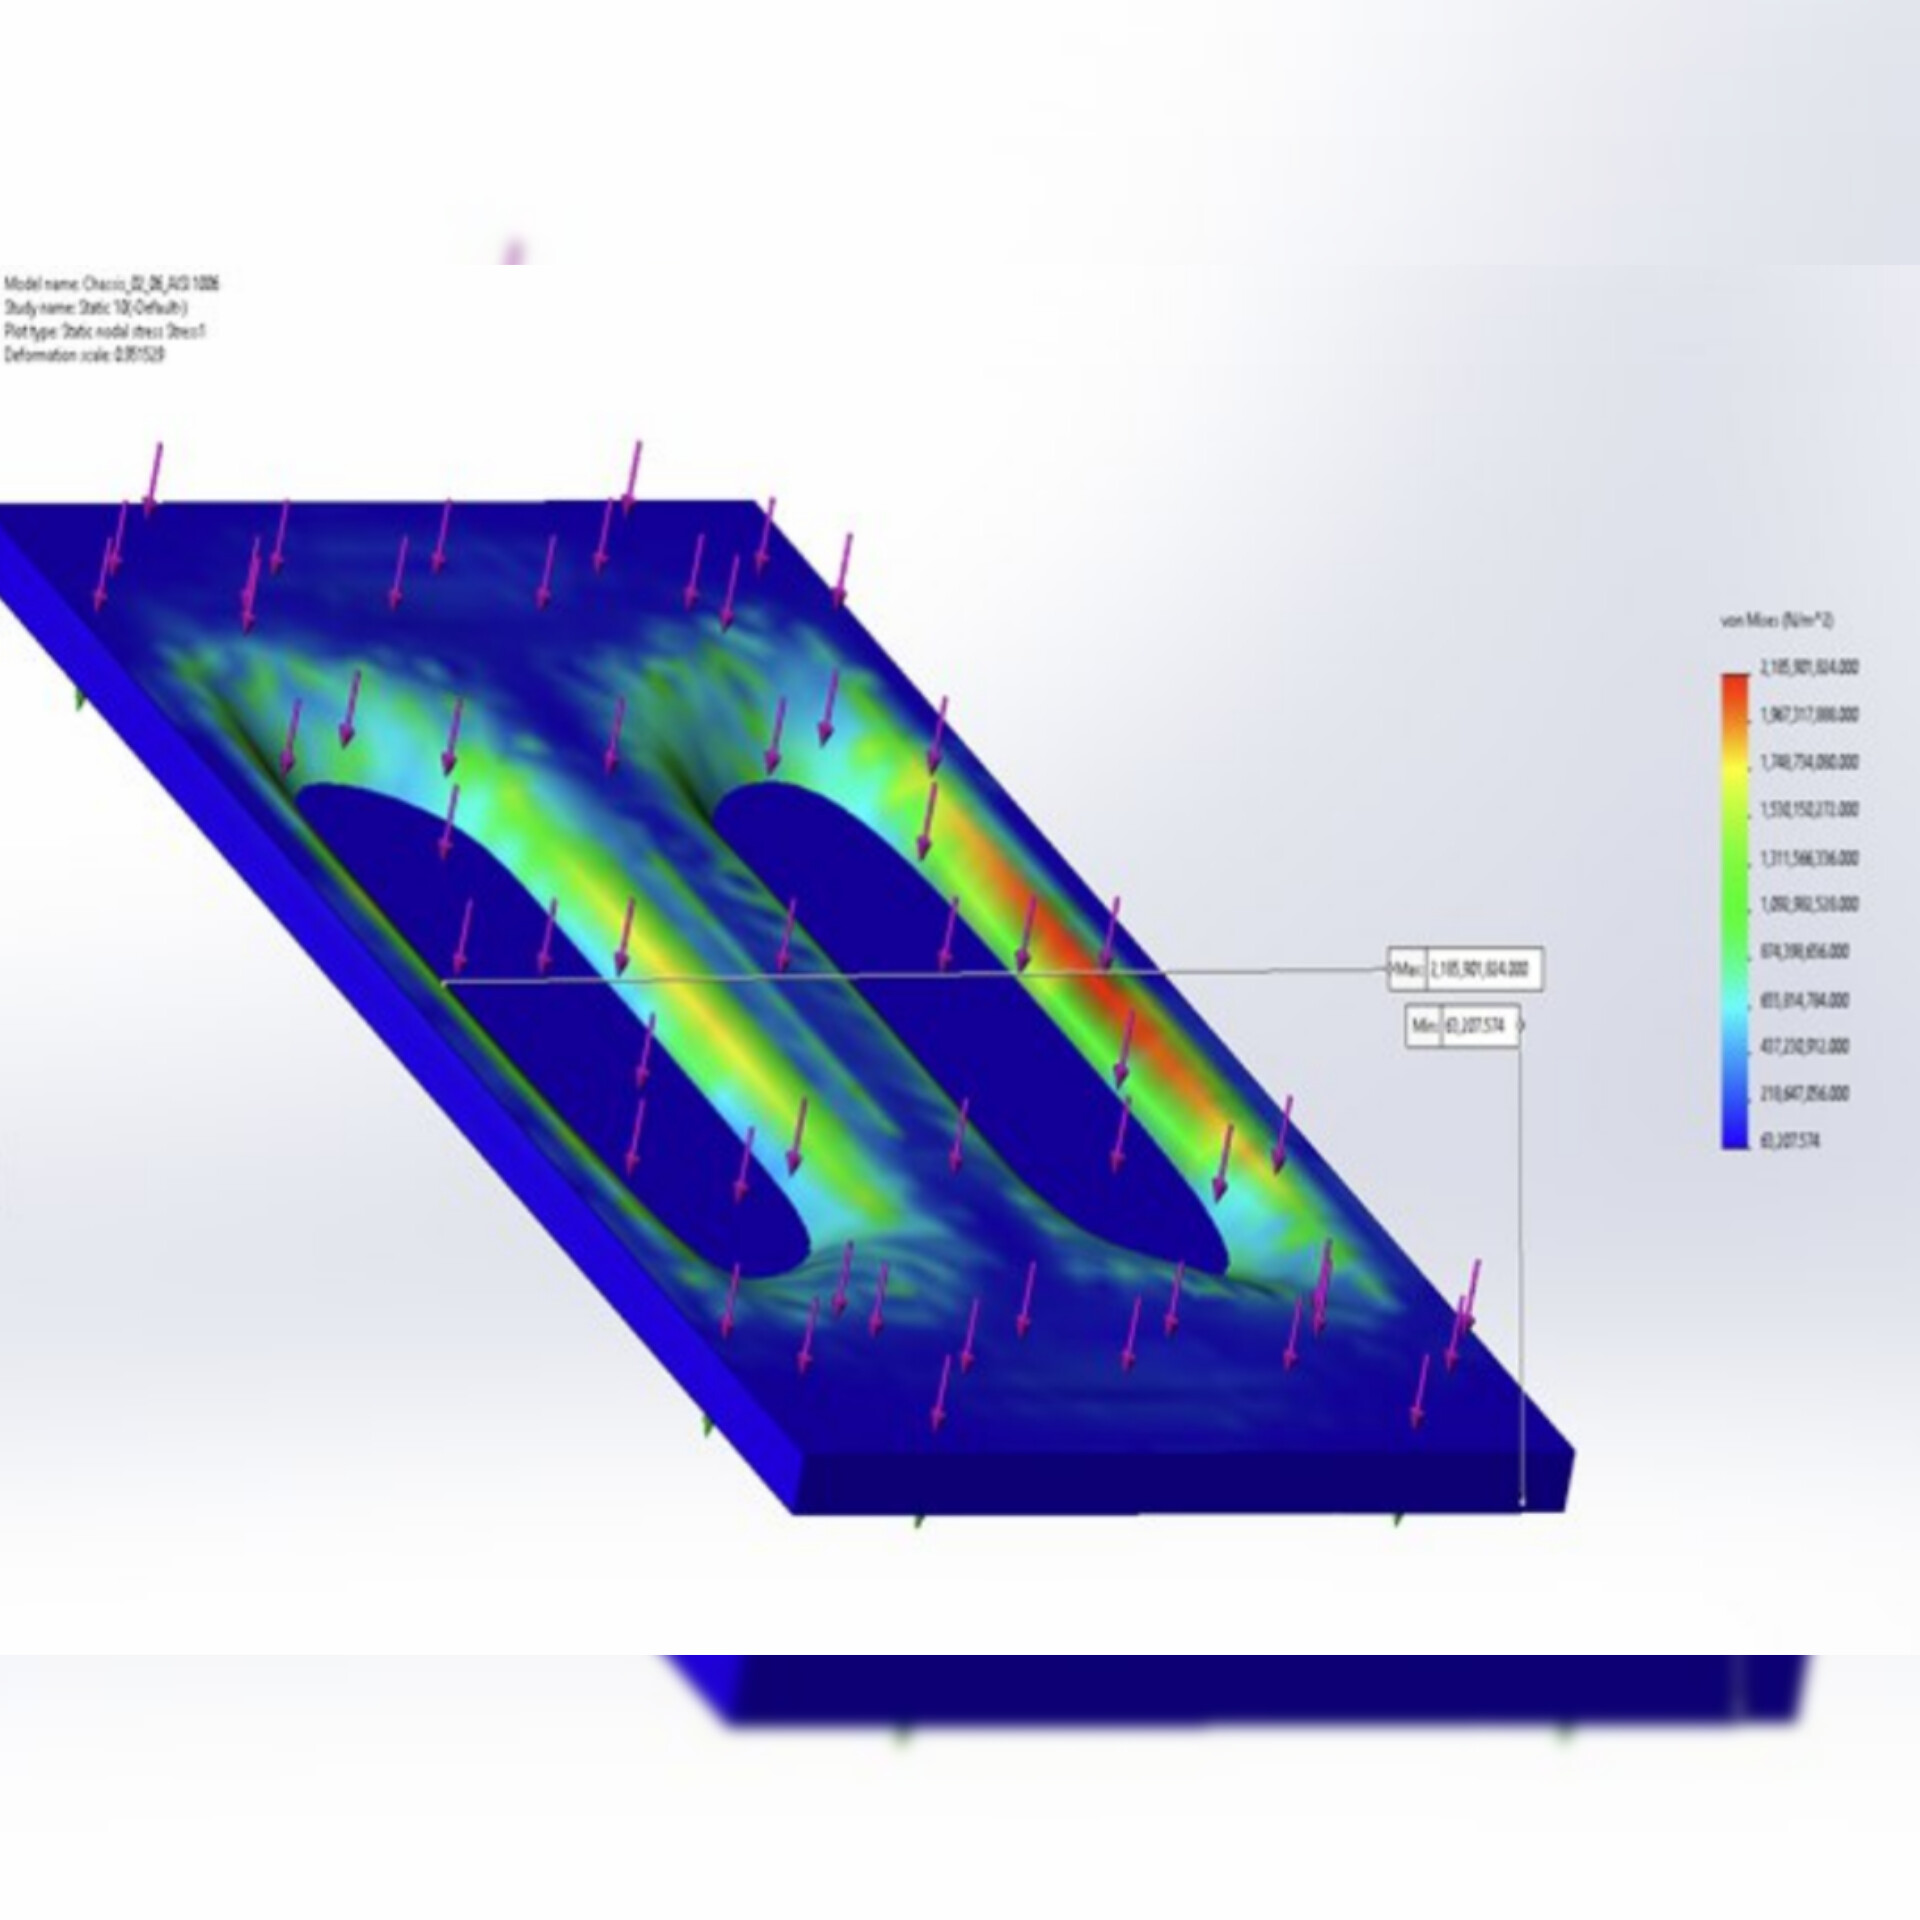 Model name: Chassis_02_06_AISI 1006
Study name: Static 10(-Default-)
Plot type: Static nodal stress Stress1
Deformation scale: 0.951529
von Mises (N/m^2)
2,185,901,824.000
1,967,317,888.000
1,748,734,080.000
1,530,150,272.000
1,311,566,336.000
1,092,982,528.000
874,398,656.000
655,814,784.000
437,230,912.000
218,647,056.000
63,207.574
Max: 2,185,901,824.000
Min: 63,207.574